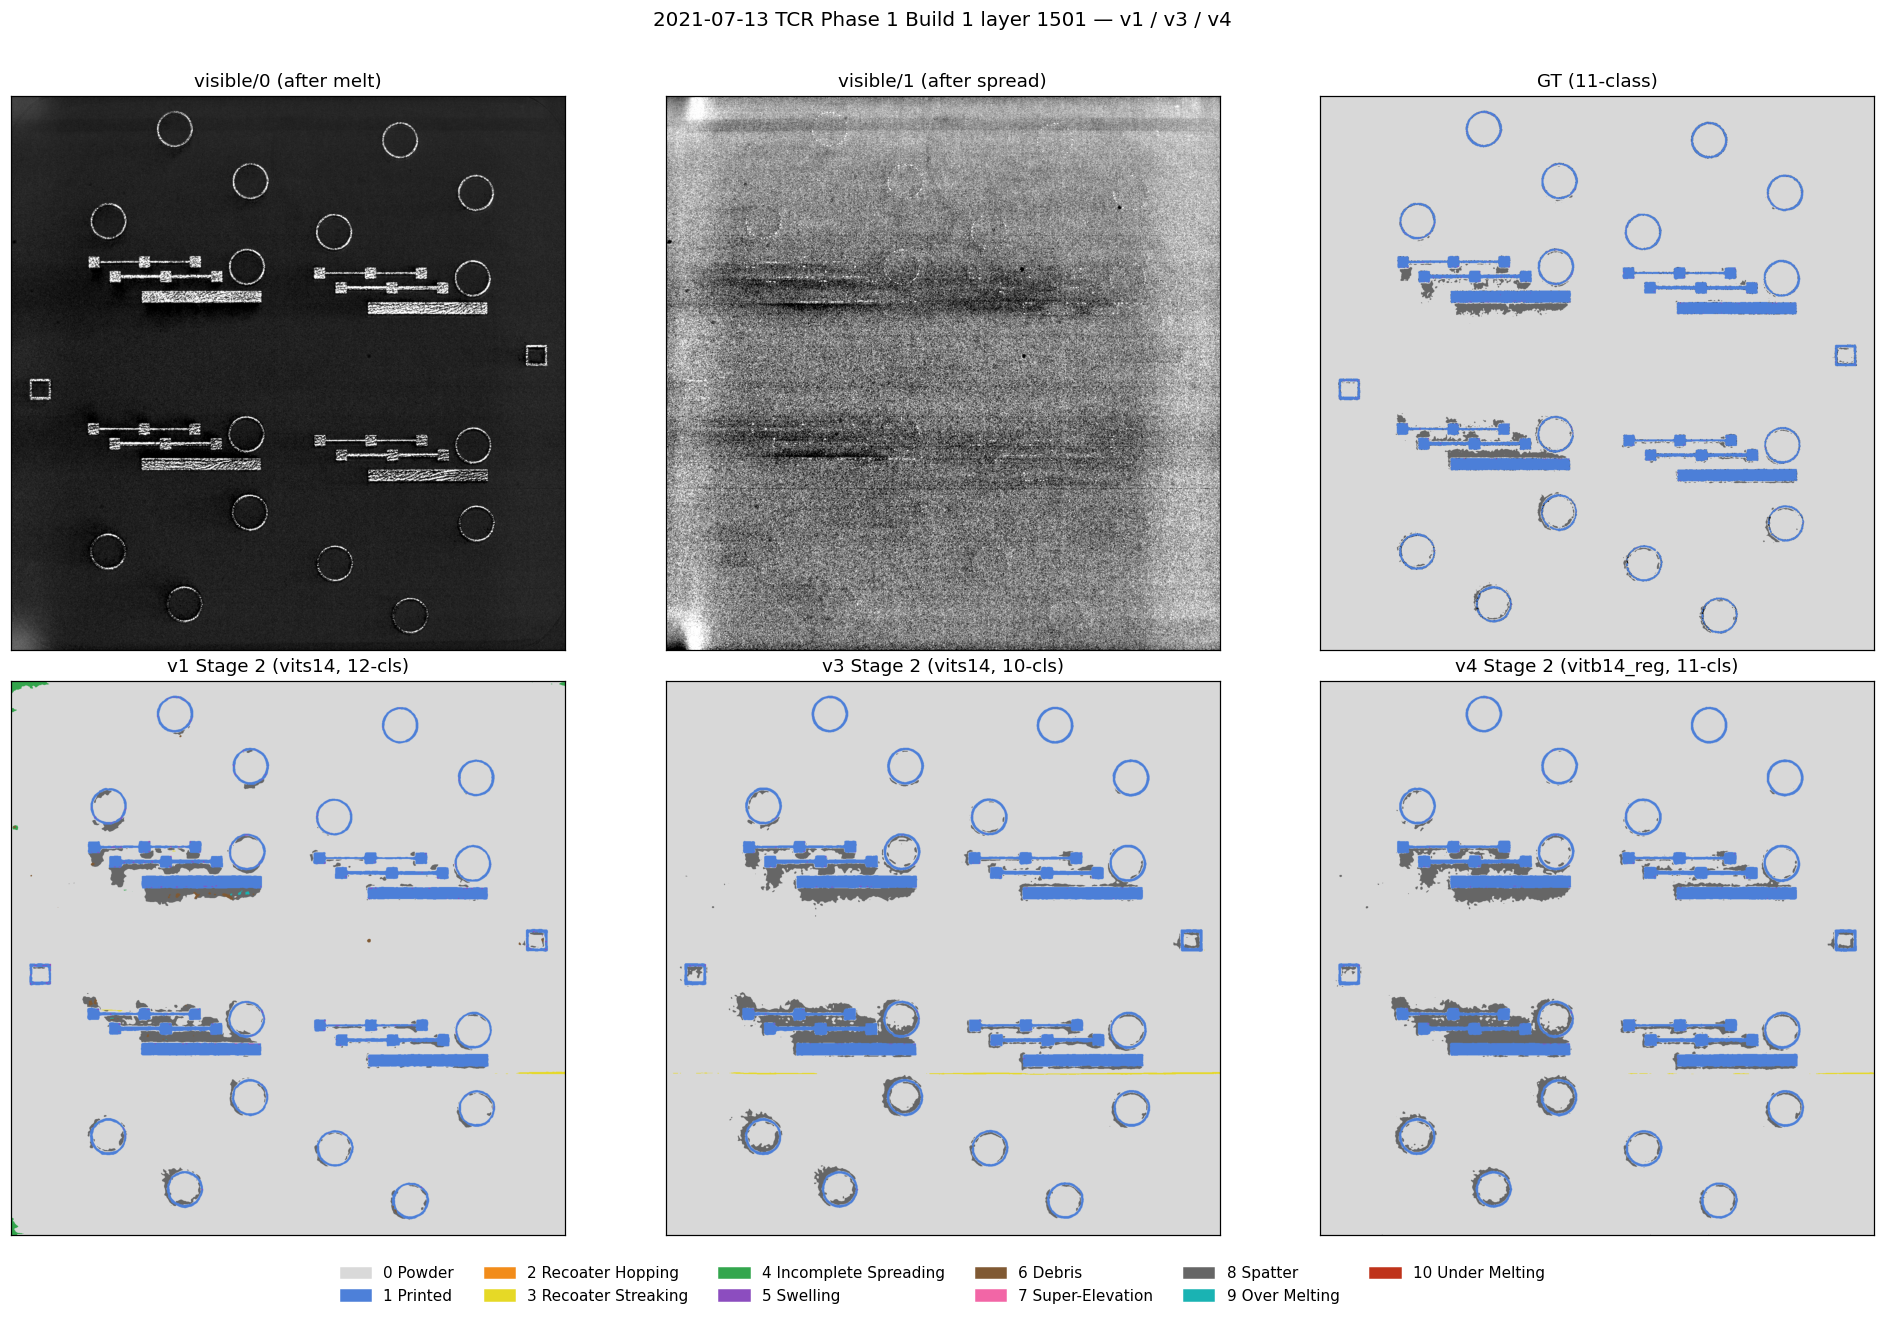 2021-07-13 TCR Phase 1 Build 1 layer 1501 — v1 / v3 / v4
visible/0 (after melt)
visible/1 (after spread)
GT (11-class)
v1 Stage 2 (vits14, 12-cls)
v3 Stage 2 (vits14, 10-cls)
v4 Stage 2 (vitb14_reg, 11-cls)
0 Powder
1 Printed
2 Recoater Hopping
3 Recoater Streaking
4 Incomplete Spreading
5 Swelling
6 Debris
7 Super-Elevation
8 Spatter
9 Over Melting
10 Under Melting